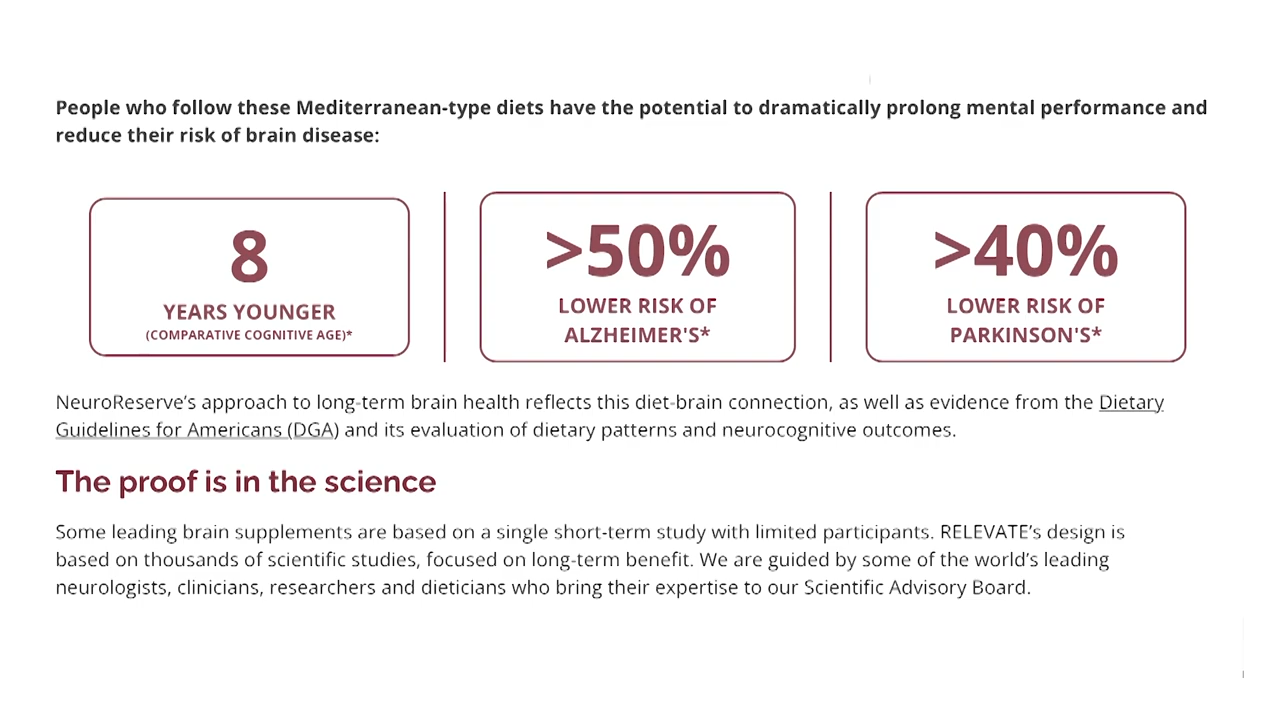 People who follow these Mediterranean-type diets have the potential to dramatically prolong mental performance and
reduce their risk of brain disease:
8
YEARS YOUNGER
(COMPARATIVE COGNITIVE AGE)*
>50%
LOWER RISK OF
ALZHEIMER'S*
>40%
LOWER RISK OF
PARKINSON'S*
NeuroReserve’s approach to long-term brain health reflects this diet-brain connection, as well as evidence from the Dietary
Guidelines for Americans (DGA) and its evaluation of dietary patterns and neurocognitive outcomes.
The proof is in the science
Some leading brain supplements are based on a single short-term study with limited participants. RELEVATE’s design is
based on thousands of scientific studies, focused on long-term benefit. We are guided by some of the world’s leading
neurologists, clinicians, researchers and dieticians who bring their expertise to our Scientific Advisory Board.